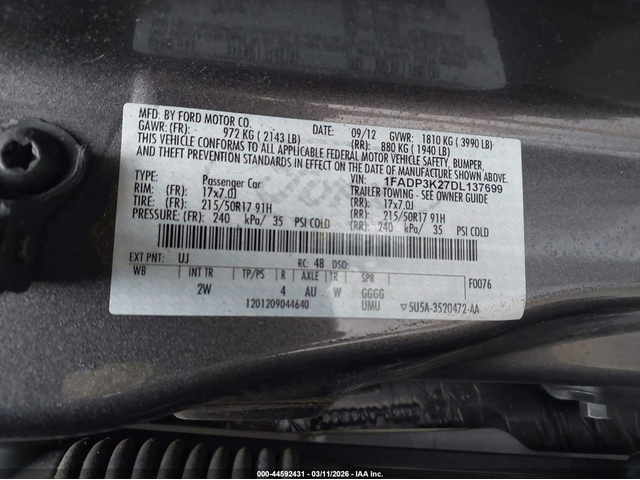 MFD. BY FORD MOTOR CO.
DATE: 09/12 GVWR: 1810 KG ( 3990 LB)
GAWR: (FR) 972 KG ( 2143 LB) (RR): 880 KG ( 1940 LB)
THIS VEHICLE CONFORMS TO ALL APPLICABLE FEDERAL MOTOR VEHICLE SAFETY, BUMPER,
AND THEFT PREVENTION STANDARDS IN EFFECT ON THE DATE OF MANUFACTURE SHOWN ABOVE.
VIN: 1FADP3K27DL137699
TYPE: Passenger Car TRAILER TOWING - SEE OWNER GUIDE
RIM: (FR) 17x7.0J (RR): 17x7.0J
TIRE: (FR) 215/50R17 91H (RR): 215/50R17 91H
PRESSURE: (FR) 240 kPa/ 35 PSI COLD (RR): 240 kPa/ 35 PSI COLD
EXT PNT: UJ RC: 48 DSO:
WB INT TR TP/PS R AXLE TR SPR F0076
2W 4 AU W GGGG
1201209044640 UMU 5U5A-3520472-AA
000-44592431 - 03/11/2026 - IAA Inc.